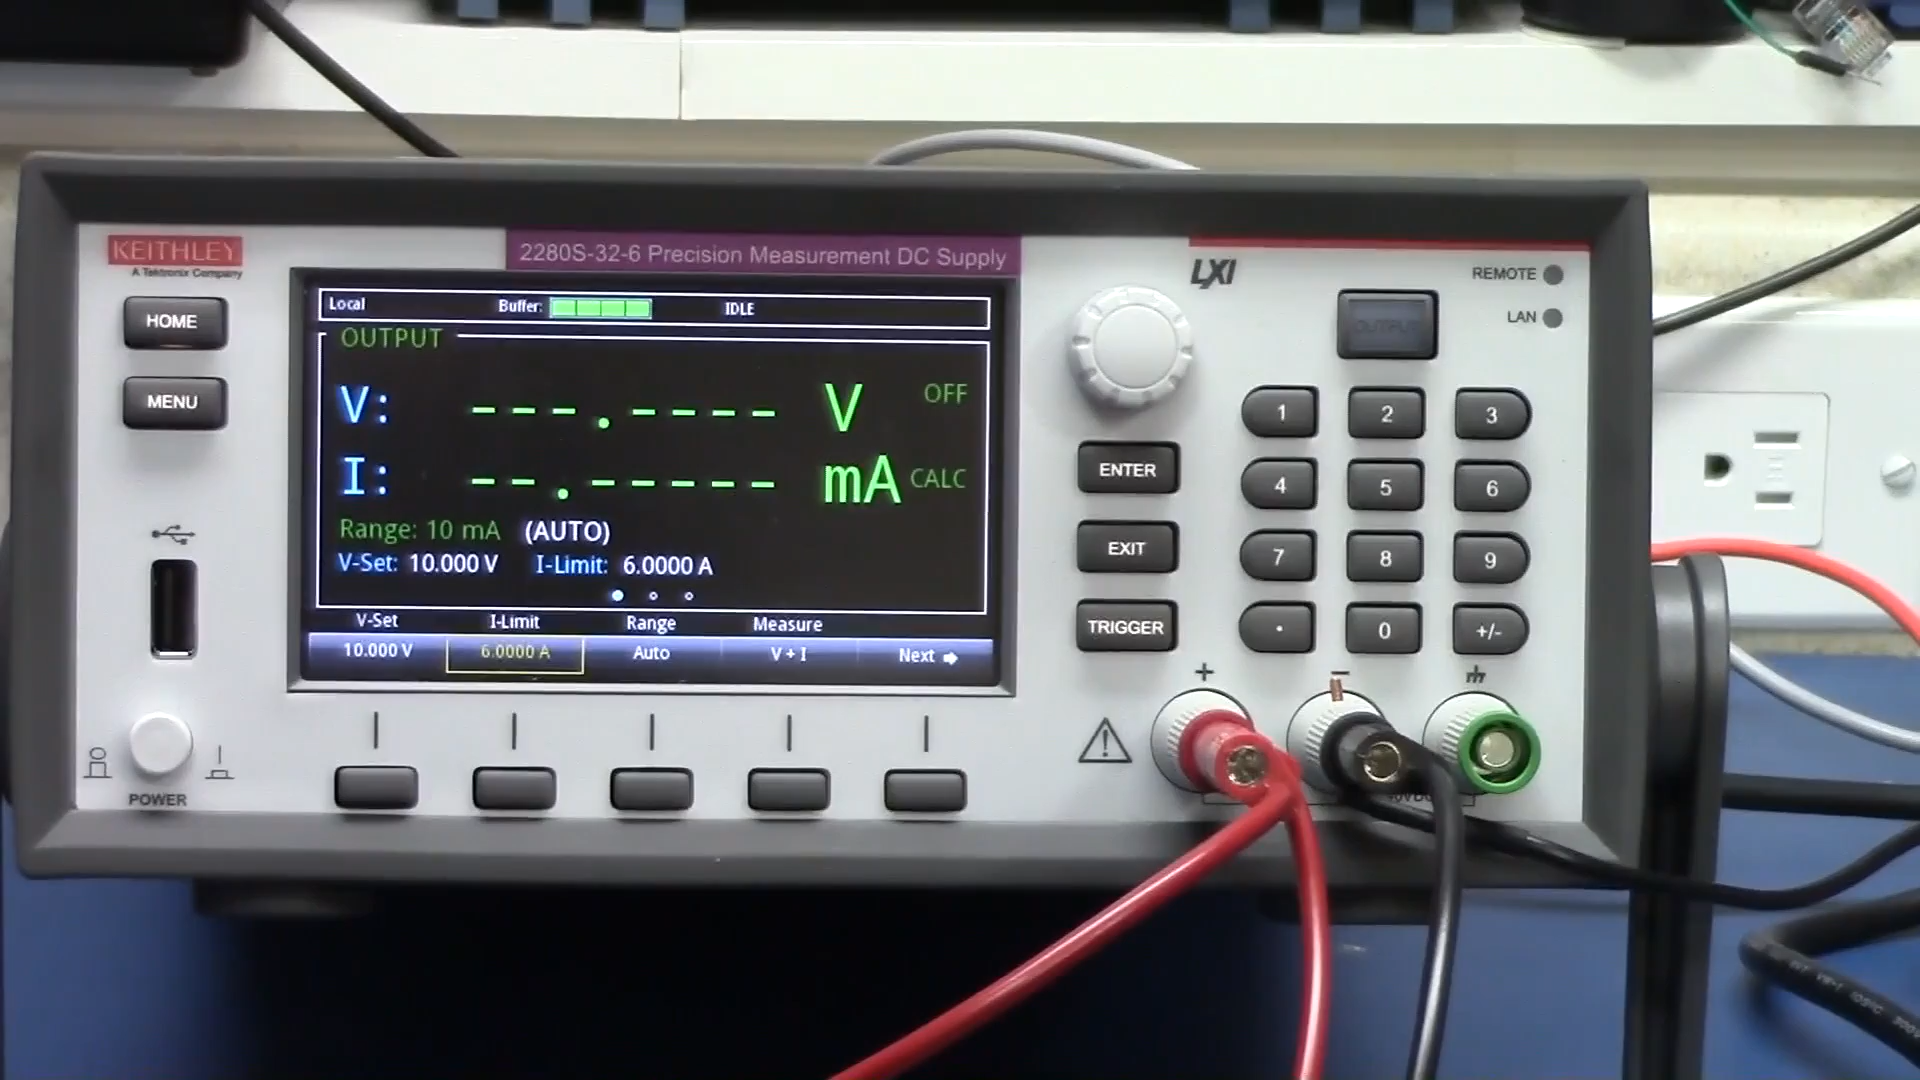 KEITHLEY
A Tektronix Company
2280S-32-6 Precision Measurement DC Supply
LXI
REMOTE
LAN
HOME
MENU
Local
Buffer:
IDLE
OUTPUT
V:
---.----
V
OFF
I:
--.-----
mA
CALC
Range: 10 mA (AUTO)
V-Set: 10.000 V I-Limit: 6.0000 A
V-Set I-Limit Range Measure
10.000 V 6.0000 A Auto V + I Next
POWER
OUTPUT
ENTER
EXIT
TRIGGER
1 2 3
4 5 6
7 8 9
. 0 +/-
+ -